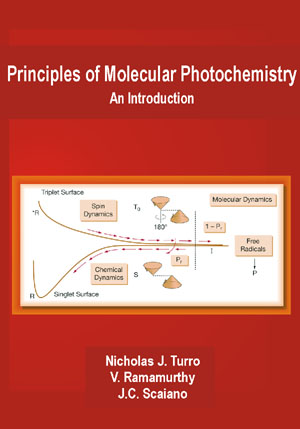 Principles of Molecular Photochemistry
An Introduction
Triplet Surface
*R
Spin
Dynamics
T₀
180°
Molecular Dynamics
1 – Pᵣ
Free
Radicals
I
P
Pᵣ
Chemical
Dynamics
S
R
Singlet Surface
Nicholas J. Turro
V. Ramamurthy
J.C. Scaiano